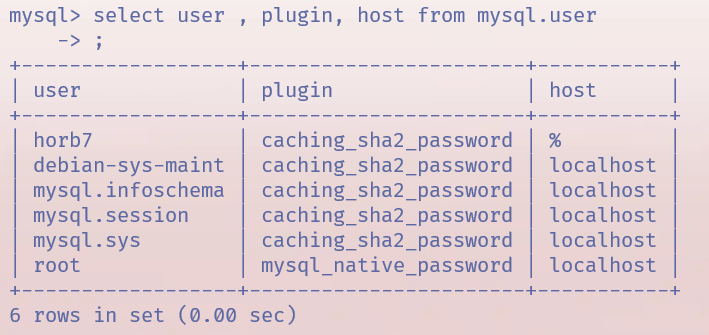 mysql> select user , plugin, host from mysql.user
    -> ;
+------------------+-----------------------+-----------+
| user             | plugin                | host      |
+------------------+-----------------------+-----------+
| horb7            | caching_sha2_password | %         |
| debian-sys-maint | caching_sha2_password | localhost |
| mysql.infoschema | caching_sha2_password | localhost |
| mysql.session    | caching_sha2_password | localhost |
| mysql.sys        | caching_sha2_password | localhost |
| root             | mysql_native_password | localhost |
+------------------+-----------------------+-----------+
6 rows in set (0.00 sec)